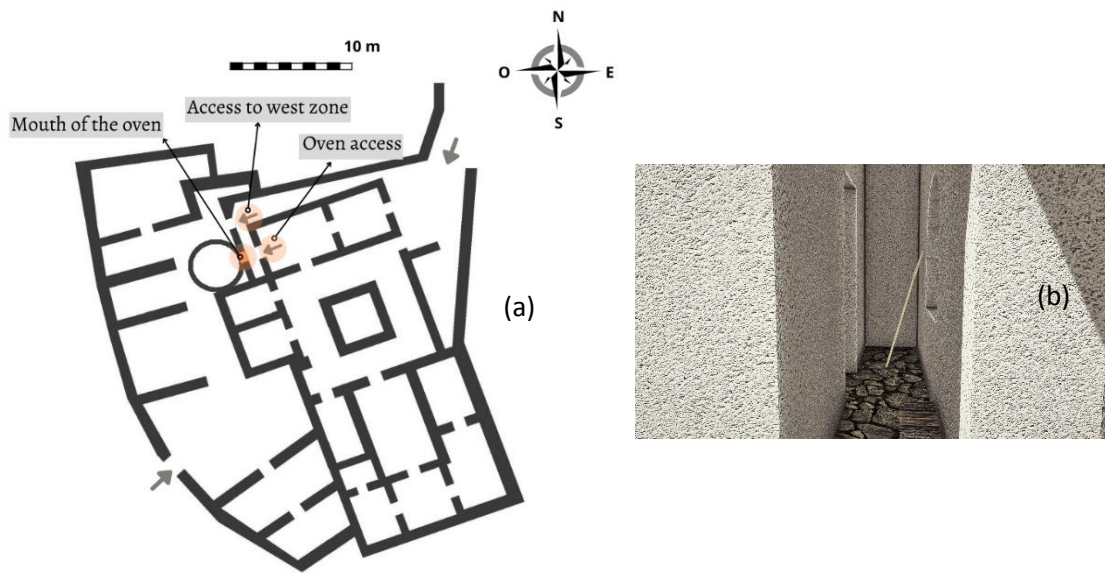 N
10 m
O
E
Access to west zone
S
Mouth of the oven
Oven access
(a)
(b)